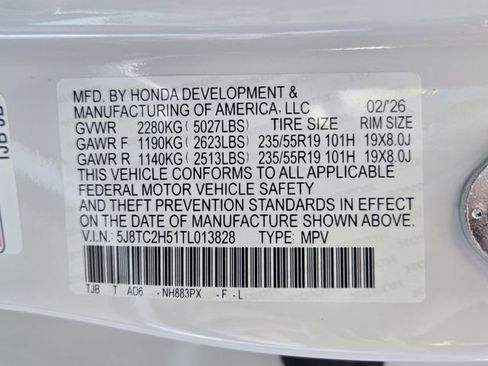 MFD. BY HONDA DEVELOPMENT &
MANUFACTURING OF AMERICA, LLC 02/'26
GVWR 2280KG (5027LBS) TIRE SIZE RIM SIZE
GAWR F 1190KG (2623LBS) 235/55R19 101H 19X8.0J
GAWR R 1140KG (2513LBS) 235/55R19 101H 19X8.0J
THIS VEHICLE CONFORMS TO ALL APPLICABLE
FEDERAL MOTOR VEHICLE SAFETY
AND THEFT PREVENTION STANDARDS IN EFFECT
ON THE DATE OF MANUFACTURE SHOWN ABOVE.
V.I.N.: 5J8TC2H51TL013828 TYPE: MPV
TJB T AD6 -NH883PX -F-L